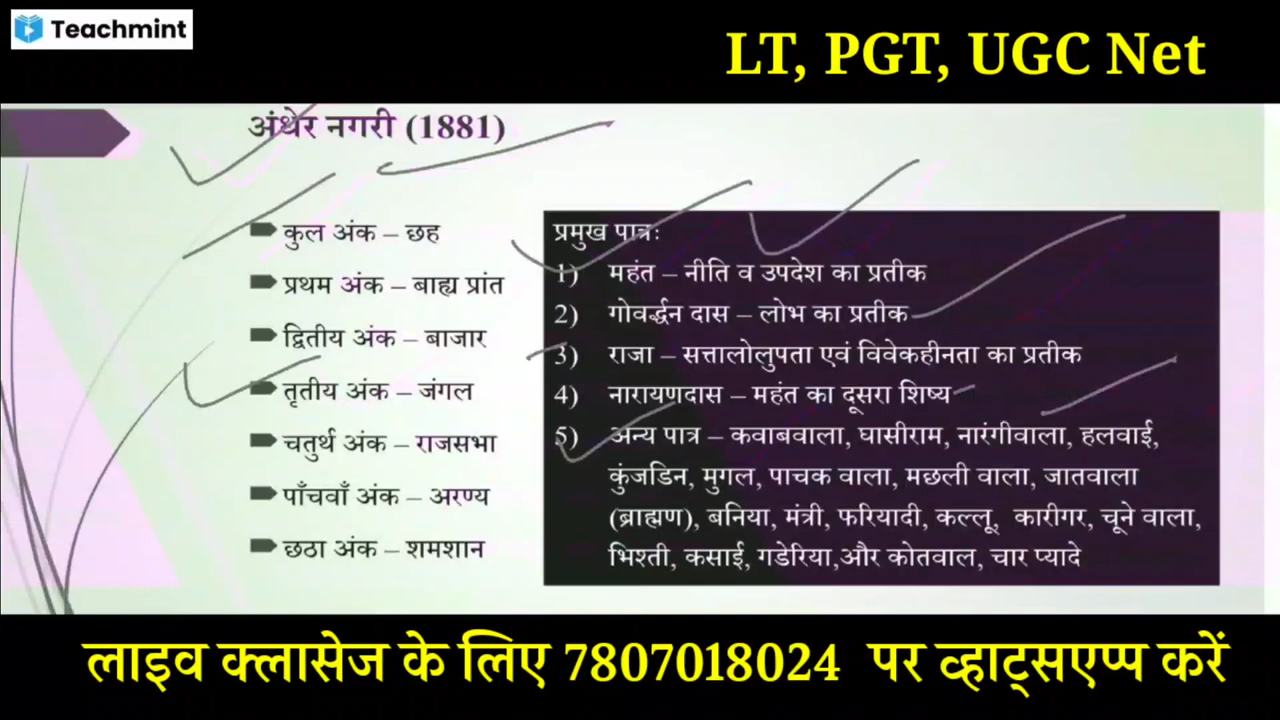 Teachmint
LT, PGT, UGC Net
अंधेर नगरी (1881)
कुल अंक – छह
प्रथम अंक – बाह्य प्रांत
द्वितीय अंक – बाजार
तृतीय अंक – जंगल
चतुर्थ अंक – राजसभा
पाँचवाँ अंक – अरण्य
छठा अंक – शमशान
प्रमुख पात्रः
1) महंत – नीति व उपदेश का प्रतीक
2) गोवर्द्धन दास – लोभ का प्रतीक
3) राजा – सत्तालोलुपता एवं विवेकहीनता का प्रतीक
4) नारायणदास – महंत का दूसरा शिष्य
5) अन्य पात्र – कवाबवाला, घासीराम, नारंगीवाला, हलवाई,
कुंजडिन, मुगल, पाचक वाला, मछली वाला, जातवाला
(ब्राह्मण), बनिया, मंत्री, फरियादी, कल्लू, कारीगर, चूने वाला,
भिश्ती, कसाई, गडेरिया,और कोतवाल, चार प्यादे
लाइव क्लासेज के लिए 7807018024 पर व्हाट्सएप्प करें